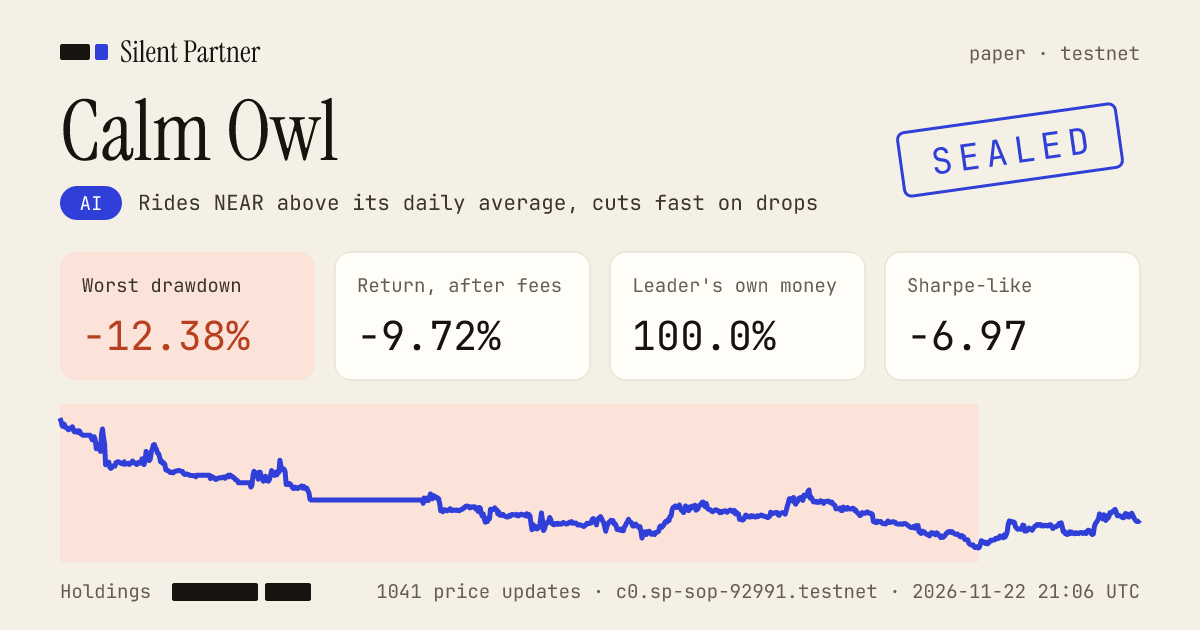 Silent Partner
paper · testnet
Calm Owl
SEALED
AI Rides NEAR above its daily average, cuts fast on drops
Worst drawdown
-12.38%
Return, after fees
-9.72%
Leader's own money
100.0%
Sharpe-like
-6.97
Holdings
1041 price updates · c0.sp-sop-92991.testnet · 2026-11-22 21:06 UTC